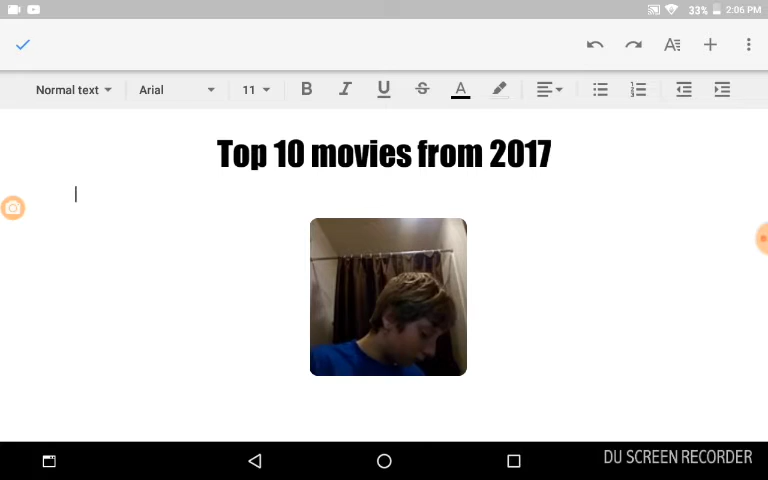 33% 2:06 PM
Normal text Arial 11 B I U S A
Top 10 movies from 2017
DU SCREEN RECORDER